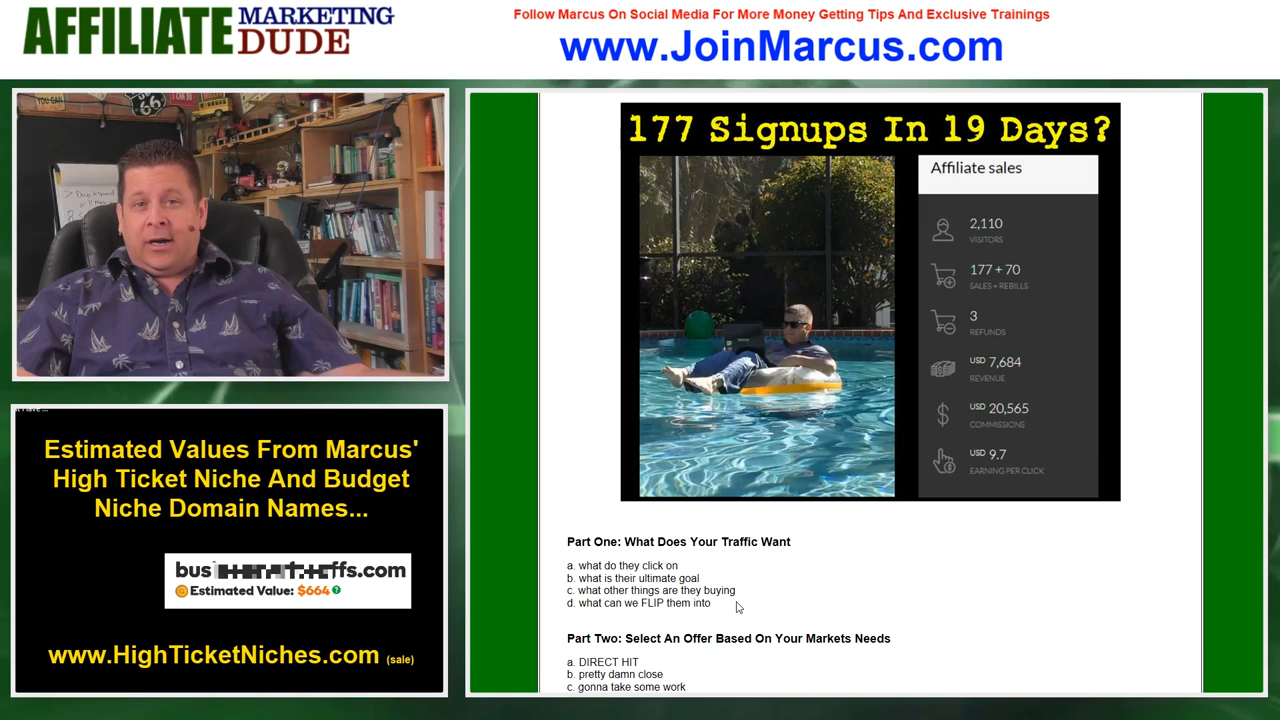 AFFILIATE MARKETING DUDE
Follow Marcus On Social Media For More Money Getting Tips And Exclusive Trainings
www.JoinMarcus.com
YOU CAN
66
177 Signups In 19 Days?
Affiliate sales
2,110
VISITORS
177 + 70
SALES + REBILLS
3
REFUNDS
USD 7,684
REVENUE
USD 20,565
COMMISSIONS
USD 9.7
EARNING PER CLICK
Estimated Values From Marcus'
High Ticket Niche And Budget
Niche Domain Names...
Estimated Value: $664 ?
www.HighTicketNiches.com (sale)
Part One: What Does Your Traffic Want
a. what do they click on
b. what is their ultimate goal
c. what other things are they buying
d. what can we FLIP them into
Part Two: Select An Offer Based On Your Markets Needs
a. DIRECT HIT
b. pretty damn close
c. gonna take some work